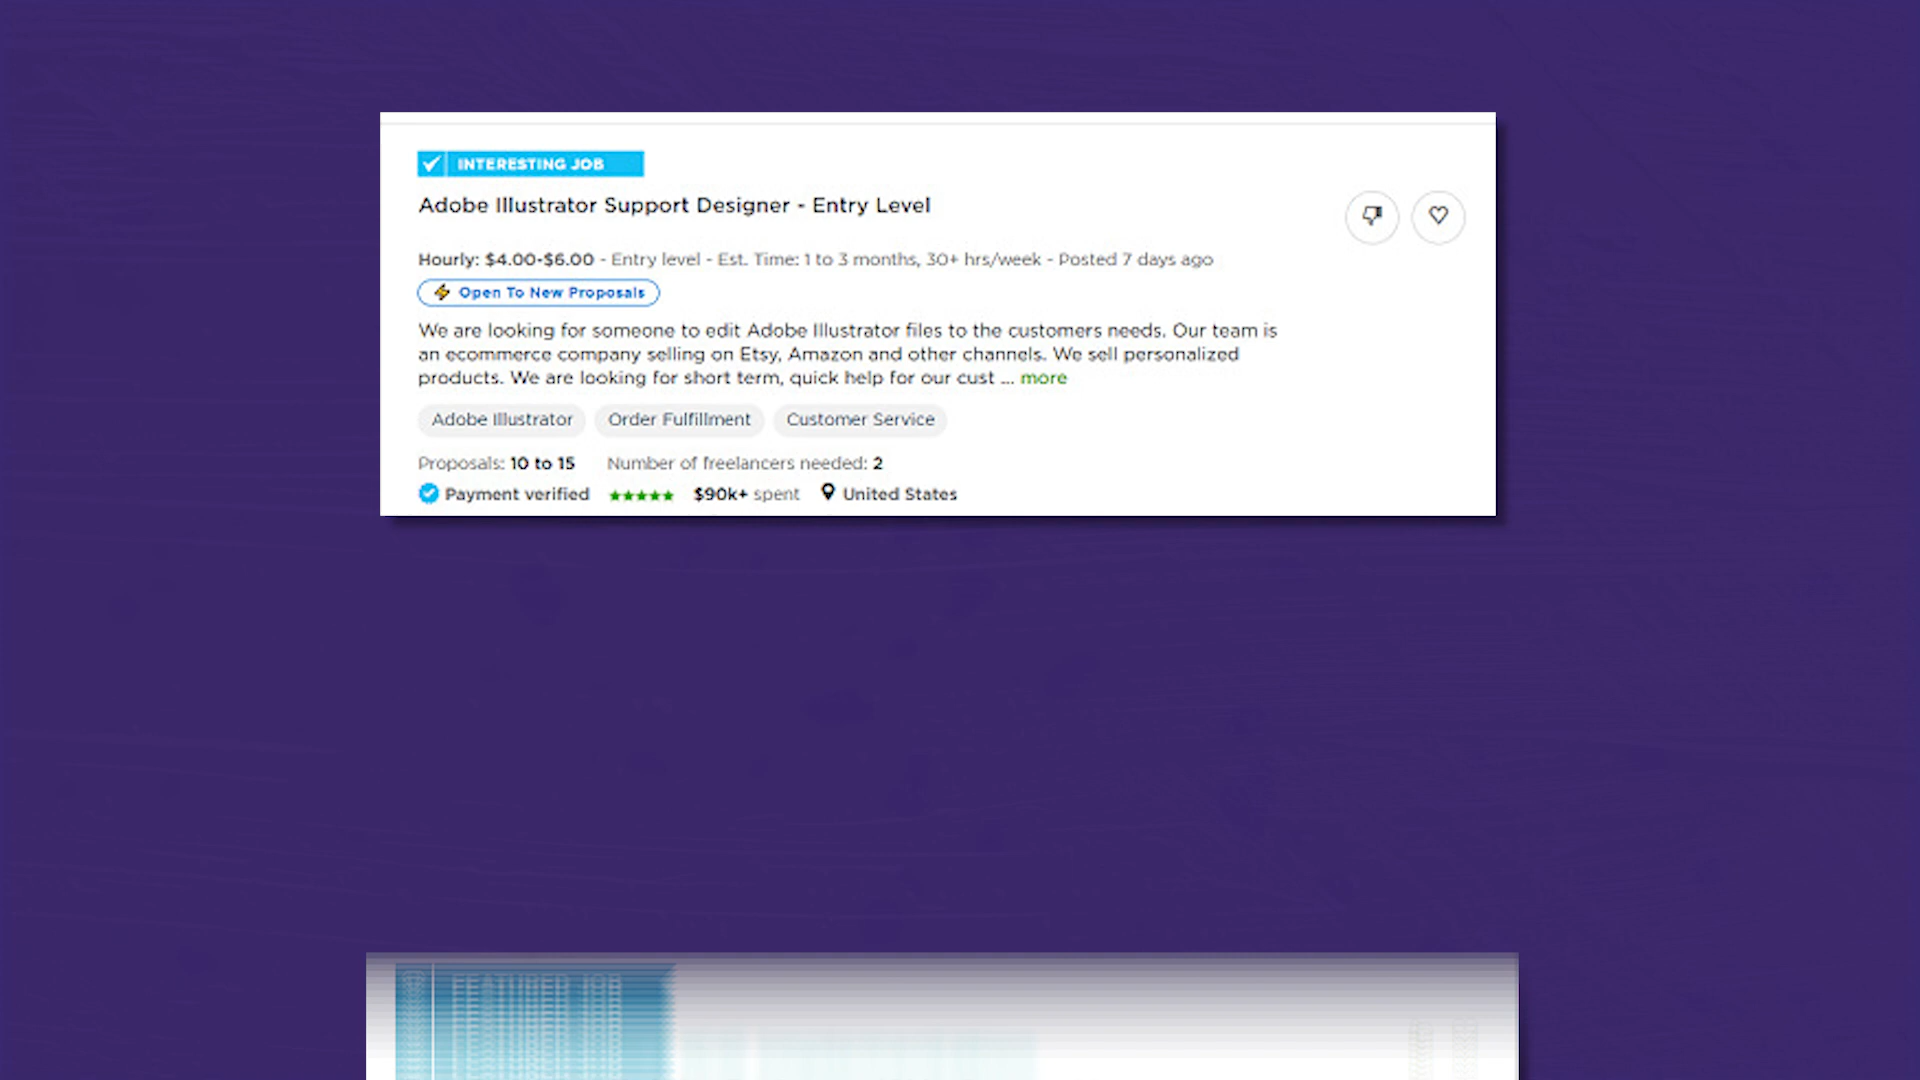 INTERESTING JOB
Adobe Illustrator Support Designer - Entry Level
Hourly: $4.00-$6.00 - Entry level - Est. Time: 1 to 3 months, 30+ hrs/week - Posted 7 days ago
Open To New Proposals
We are looking for someone to edit Adobe Illustrator files to the customers needs. Our team is
an ecommerce company selling on Etsy, Amazon and other channels. We sell personalized
products. We are looking for short term, quick help for our cust ... more
Adobe Illustrator Order Fulfillment Customer Service
Proposals: 10 to 15 Number of freelancers needed: 2
Payment verified $90k+ spent United States
FEATURED JOB